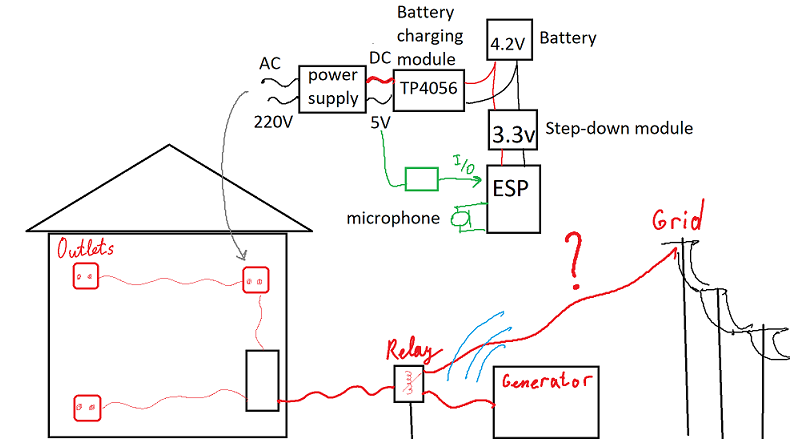 Battery
charging
module
4.2V
Battery
AC
DC
power
supply
TP4056
220V
5V
3.3v
Step-down module
I/O
ESP
microphone
Grid
?
Outlets
Relay
Generator